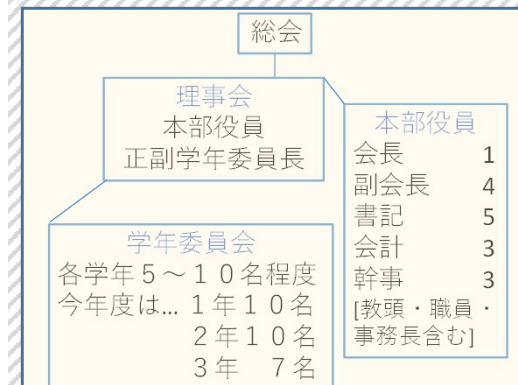 総会
理事会
本部役員
正副学年委員長
本部役員
会長 1
副会長 4
書記 5
会計 3
幹事 3
[教頭・職員・
事務長含む]
学年委員会
各学年５～１０名程度
今年度は… １年１０名
２年１０名
３年 ７名